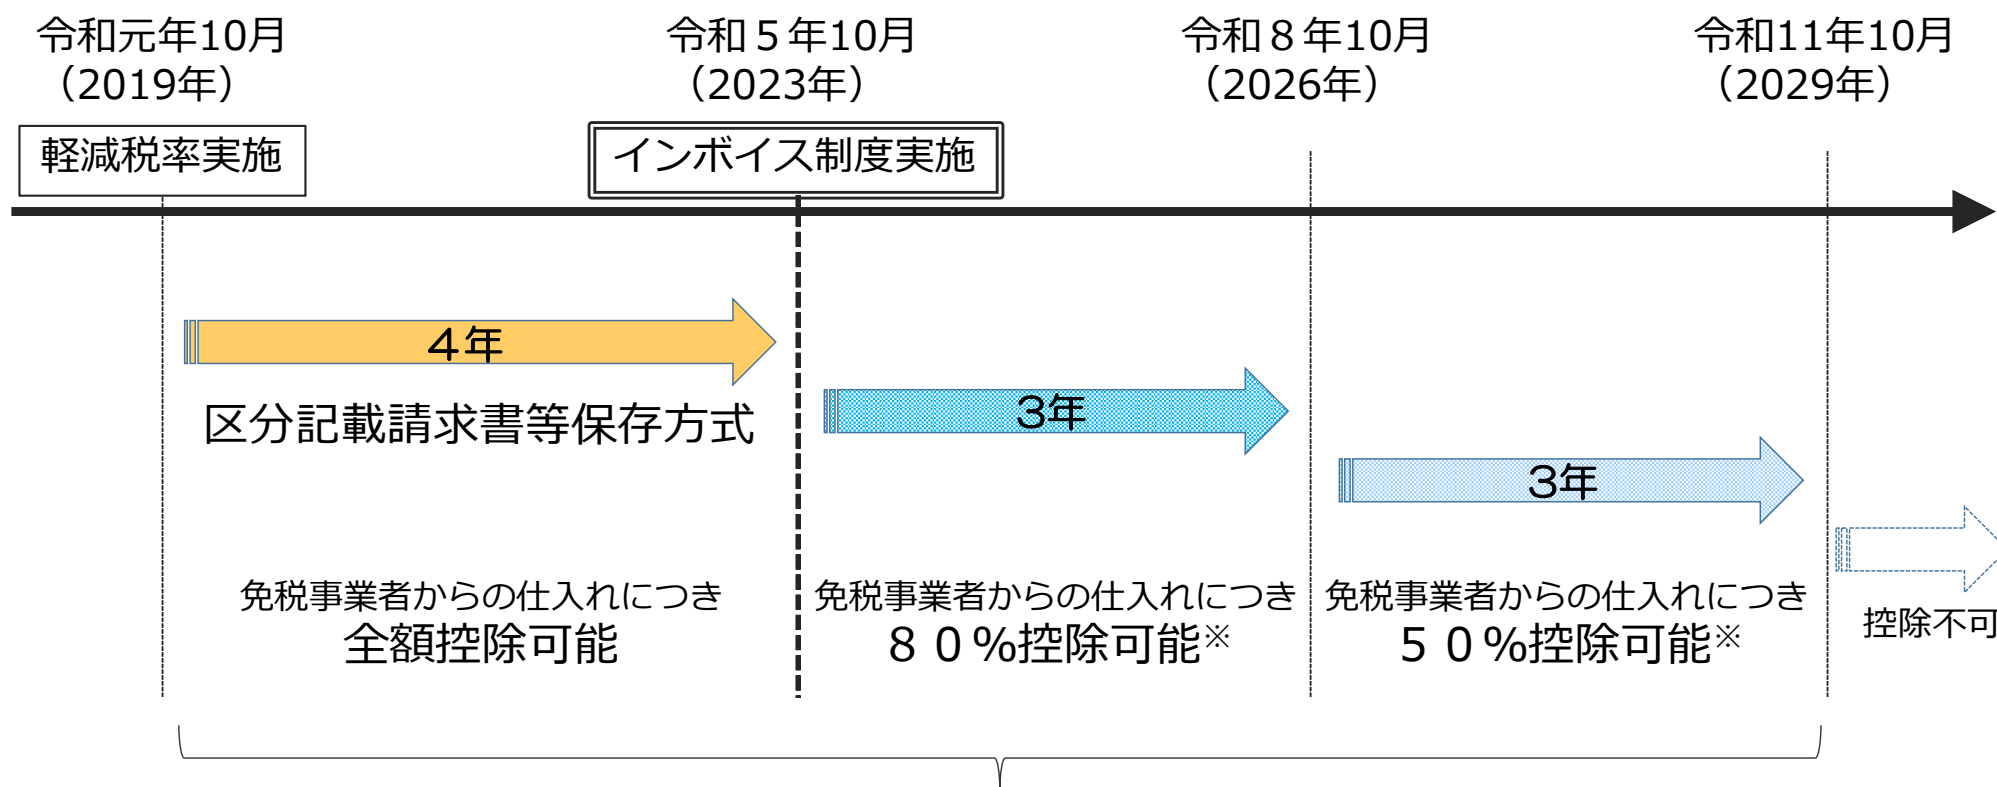 令和元年10月
（2019年）
令和５年10月
（2023年）
令和８年10月
（2026年）
令和11年10月
（2029年）
軽減税率実施
インボイス制度実施
４年
区分記載請求書等保存方式
３年
３年
免税事業者からの仕入れにつき
全額控除可能
免税事業者からの仕入れにつき
８０%控除可能※
免税事業者からの仕入れにつき
５０%控除可能※
控除不可